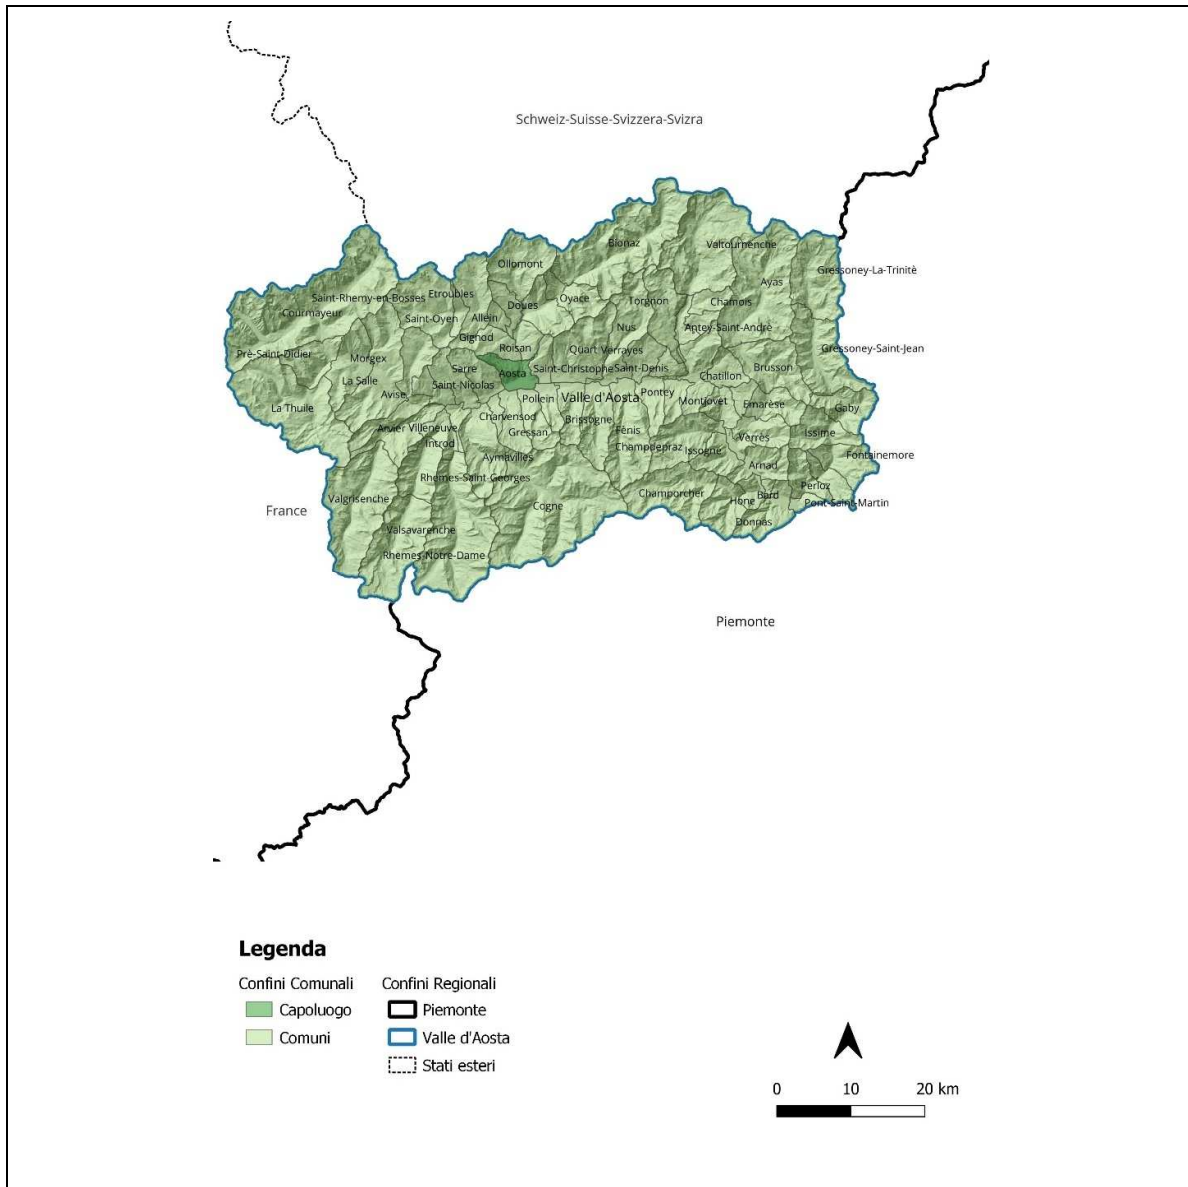 Schweiz-Suisse-Svizzera-Svizra
Bionaz
Valtournenche
Ollomont
Gressoney-La-Trinitè
Ayas
Saint-Rhemy-en-Bosses
Etroubles
Doues
Oyace
Torgnon
Chamois
Courmayeur
Saint-Oyen
Allein
Nus
Antey-Saint-Andrè
Gignod
Roisan
Quart
Verrayes
Gressoney-Saint-Jean
Prè-Saint-Didier
Morgex
Sarre
Aosta
Saint-Christophe
Saint-Denis
Brusson
La Salle
Saint-Nicolas
Chatillon
Avise
Pollein
Valle d'Aosta
Pontey
Montjovet
Emarèse
Gaby
La Thuile
Charvensod
Brissogne
Arvier
Villeneuve
Gressan
Fènis
Verrès
Issime
Introd
Champdepraz
Issogne
Aymavilles
Fontainemore
Arnad
Rhemes-Saint-Georges
Perloz
Valgrisenche
Champorcher
Hone
Bard
Pont-Saint-Martin
Cogne
France
Donnas
Valsavarenche
Rhemes-Notre-Dame
Piemonte
Legenda
Confini Comunali
Capoluogo
Comuni
Confini Regionali
Piemonte
Valle d'Aosta
Stati esteri
0 10 20 km